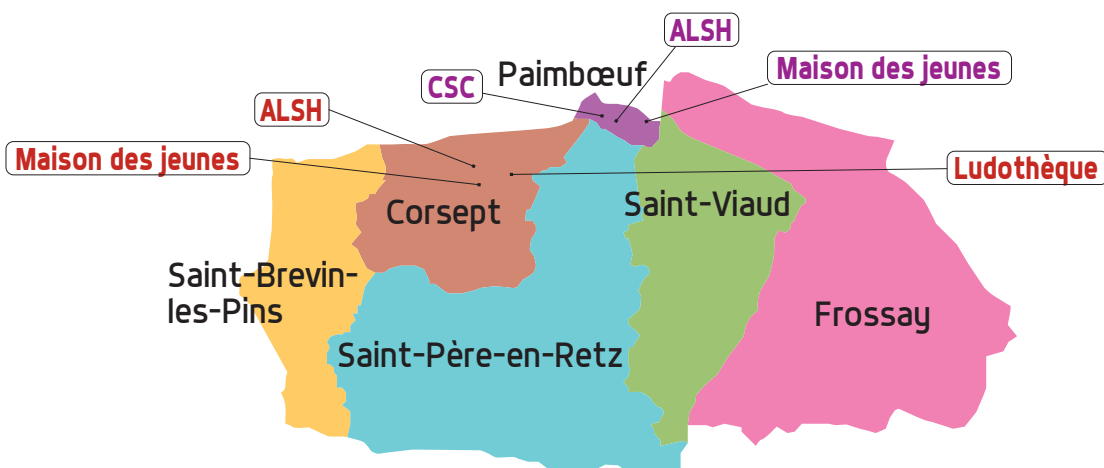 ALSH
Paimbœuf
Maison des jeunes
CSC
ALSH
Maison des jeunes
Ludothèque
Corsept
Saint-Viaud
Saint-Brevin-
les-Pins
Frossay
Saint-Père-en-Retz